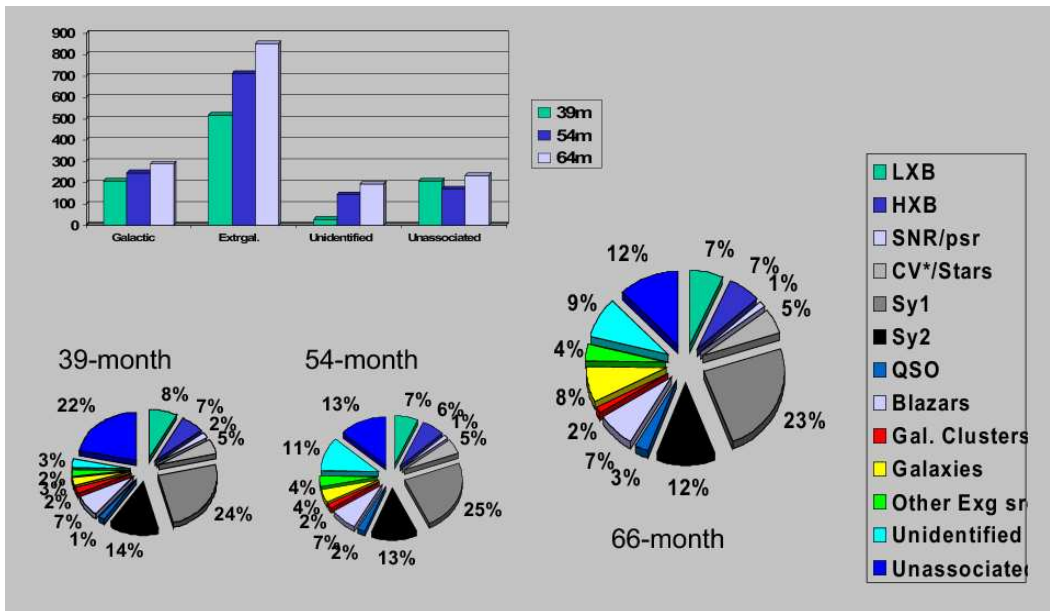 900
800
700
600
500
400
300
200
100
0
Galactic Extrgal. Unidentified Unassociated
39m
54m
64m
LXB
HXB
SNR/psr
CV*/Stars
Sy1
Sy2
QSO
Blazars
Gal. Clusters
Galaxies
Other Exg sr
Unidentified
Unassociated
39-month
8%
7%
2%
5%
24%
14%
1%
7%
2%
3%
2%
3%
22%
54-month
7%
6%
1%
5%
25%
13%
2%
7%
2%
4%
4%
11%
13%
66-month
7%
7%
1%
5%
23%
12%
3%
7%
2%
8%
4%
9%
12%